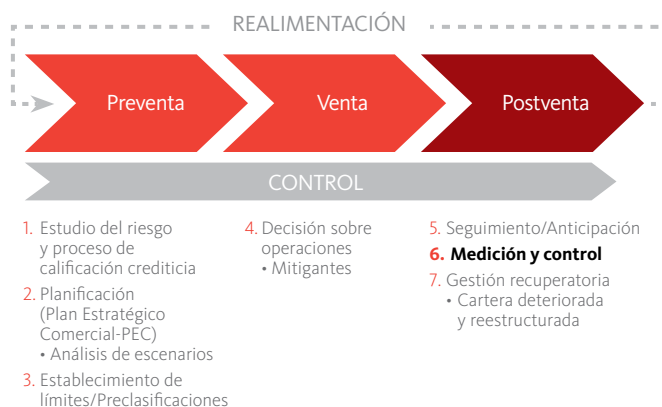 REALIMENTACIÓN
Preventa
Venta
Postventa
CONTROL
1. Estudio del riesgo
y proceso de
calificación crediticia
2. Planificación
(Plan Estratégico
Comercial-PEC)
• Análisis de escenarios
3. Establecimiento de
límites/Preclasificaciones
4. Decisión sobre
operaciones
• Mitigantes
5. Seguimiento/Anticipación
6. Medición y control
7. Gestión recuperatoria
• Cartera deteriorada
y reestructurada